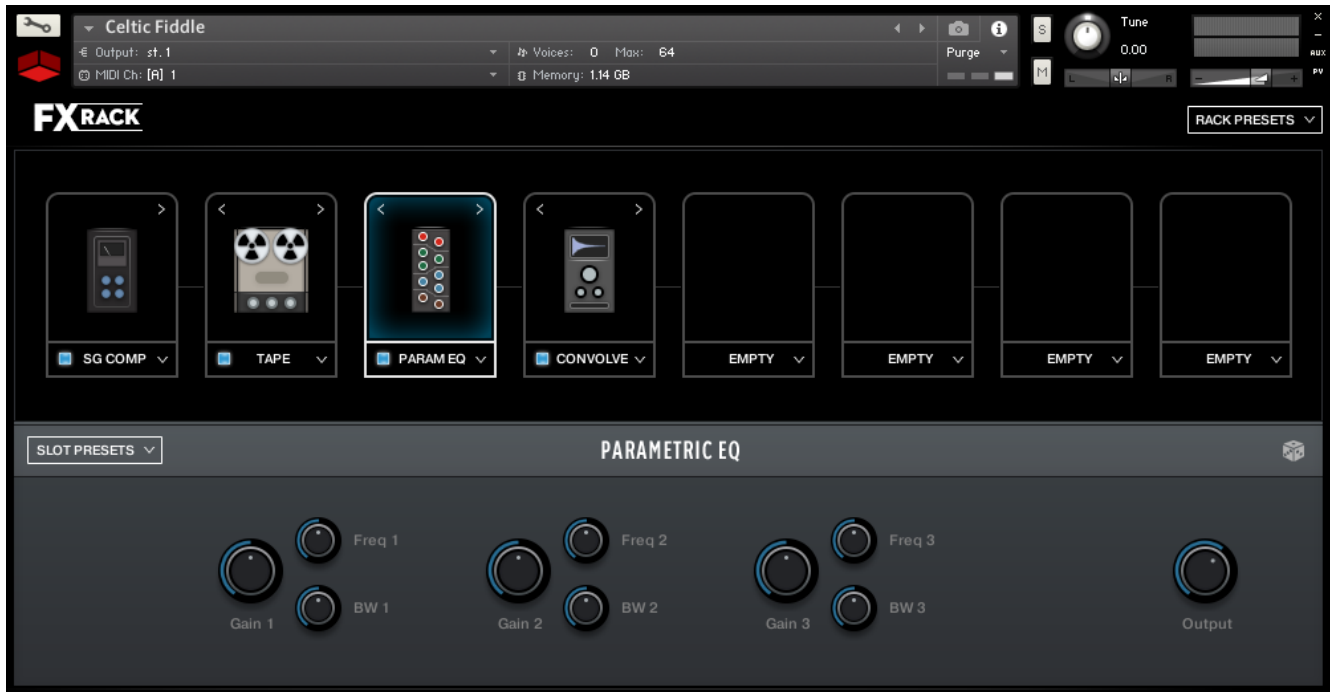 Celtic Fiddle
Output: st.1
Voices: 0 Max: 64
Purge
MIDI Ch: [A] 1
Memory: 1.14 GB
S
M
Tune
0.00
L
R
-
+
×
-
AUX
PV
FXRACK
RACK PRESETS
SG COMP
TAPE
PARAM EQ
CONVOLVE
EMPTY
EMPTY
EMPTY
EMPTY
SLOT PRESETS
PARAMETRIC EQ
Freq 1
Freq 2
Freq 3
BW 1
BW 2
BW 3
Gain 1
Gain 2
Gain 3
Output